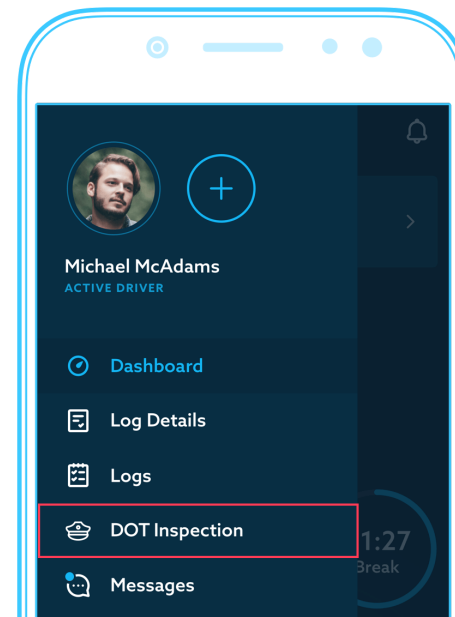 Michael McAdams
ACTIVE DRIVER
Dashboard
Log Details
Logs
DOT Inspection
1:27
Break
Messages